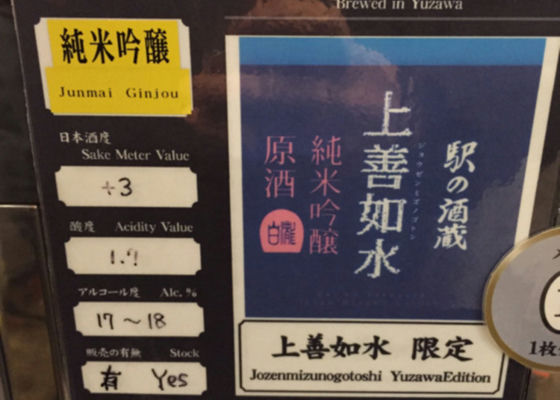 Brewed in Yuzawa
純米吟醸
Junmai Ginjou
日本酒度
Sake Meter Value
+3
酸度 Acidity Value
1.9
アルコール度 Alc. %
17～18
販売の有無 Stock
有 Yes
駅の酒蔵
上善如水
ジョウゼンミズノゴトシ
純米吟醸
原酒
白瀧
上善如水 限定
Jozenmizunogotoshi YuzawaEdition
1枚